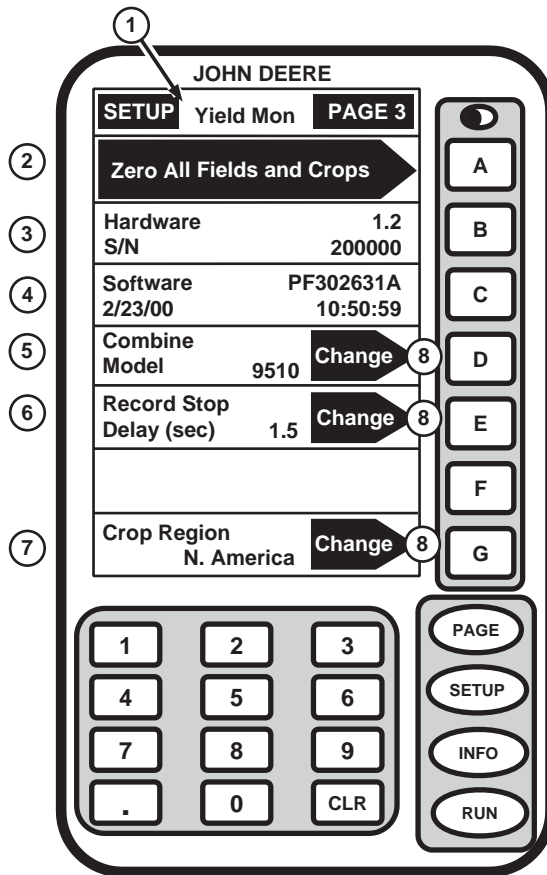 1
JOHN DEERE
SETUP Yield Mon PAGE 3
2 Zero All Fields and Crops A
3 Hardware 1.2 B
S/N 200000
4 Software PF302631A C
2/23/00 10:50:59
5 Combine Change 8 D
Model 9510
6 Record Stop Change 8 E
Delay (sec) 1.5
F
7 Crop Region Change 8 G
N. America
1 2 3 PAGE
4 5 6 SETUP
7 8 9 INFO
. 0 CLR RUN